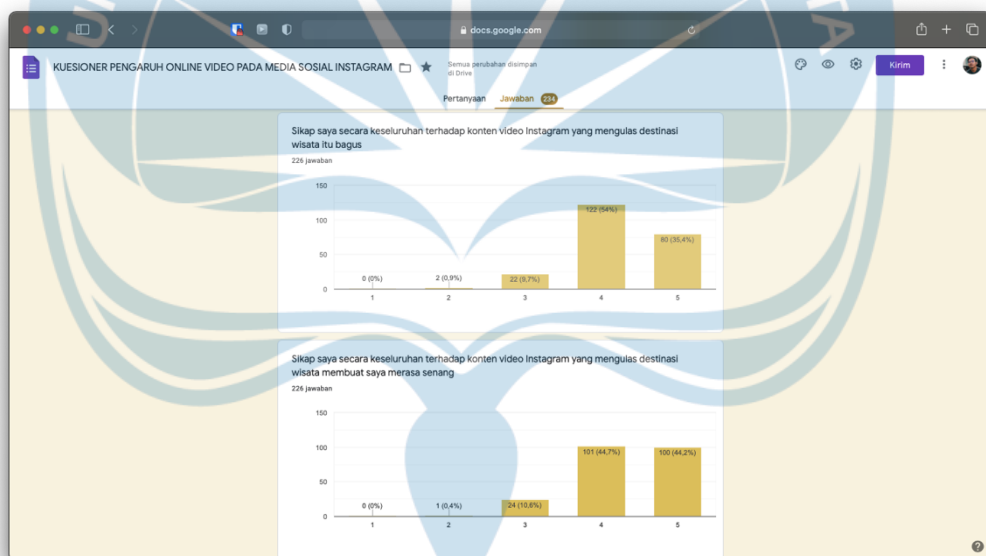 docs.google.com
KUESIONER PENGARUH ONLINE VIDEO PADA MEDIA SOSIAL INSTAGRAM
Semua perubahan disimpan
di Drive
Kirim
Pertanyaan Jawaban 234
Sikap saya secara keseluruhan terhadap konten video Instagram yang mengulas destinasi
wisata itu bagus
226 jawaban
150
100
50
0
0 (0%)
2 (0,9%)
22 (9,7%)
122 (54%)
80 (35,4%)
1 2 3 4 5
Sikap saya secara keseluruhan terhadap konten video Instagram yang mengulas destinasi
wisata membuat saya merasa senang
226 jawaban
150
100
50
0
0 (0%)
1 (0,4%)
24 (10,6%)
101 (44,7%)
100 (44,2%)
1 2 3 4 5